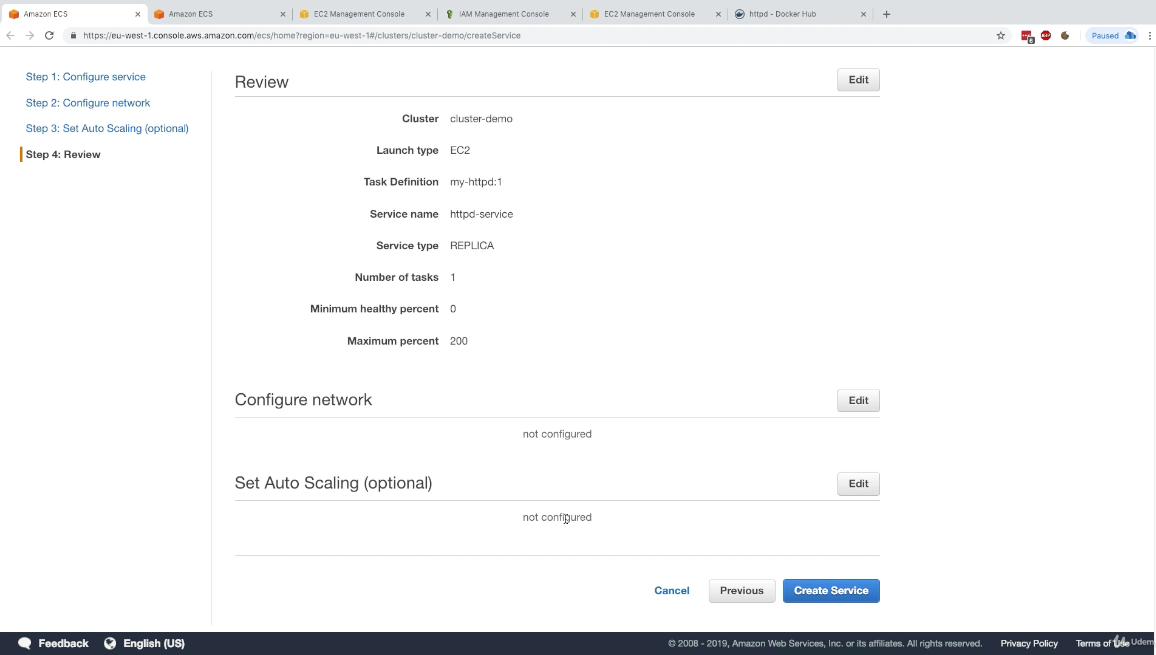 Amazon ECS
Amazon ECS
EC2 Management Console
IAM Management Console
EC2 Management Console
httpd - Docker Hub
https://eu-west-1.console.aws.amazon.com/ecs/home?region=eu-west-1#/clusters/cluster-demo/createService
Paused
Step 1: Configure service
Step 2: Configure network
Step 3: Set Auto Scaling (optional)
Step 4: Review
Review
Edit
Cluster cluster-demo
Launch type EC2
Task Definition my-httpd:1
Service name httpd-service
Service type REPLICA
Number of tasks 1
Minimum healthy percent 0
Maximum percent 200
Configure network
Edit
not configured
Set Auto Scaling (optional)
Edit
not configured
Cancel
Previous
Create Service
Feedback
English (US)
© 2008 - 2019, Amazon Web Services, Inc. or its affiliates. All rights reserved.
Privacy Policy
Terms of Use